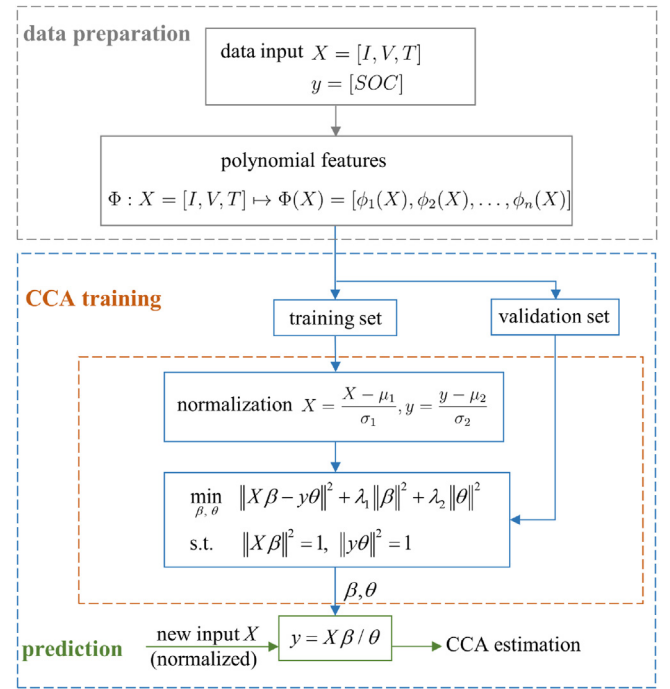 data preparation
data input X = [I, V, T]
y = [SOC]
polynomial features
Φ : X = [I, V, T] ↦ Φ(X) = [ϕ₁(X), ϕ₂(X), . . . , ϕₙ(X)]
CCA training
training set
validation set
normalization X = (X − μ₁)/σ₁, y = (y − μ₂)/σ₂
min β, θ ‖Xβ − yθ‖² + λ₁‖β‖² + λ₂‖θ‖²
s.t. ‖Xβ‖² = 1, ‖yθ‖² = 1
β, θ
prediction
new input X
(normalized)
y = Xβ / θ
CCA estimation